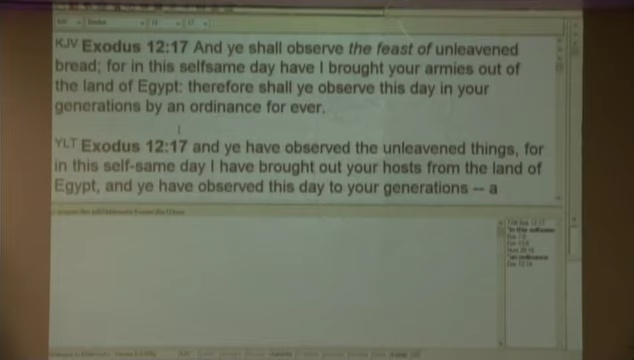 KJV Exodus 12:17 And ye shall observe the feast of unleavened
bread; for in this selfsame day have I brought your armies out of
the land of Egypt: therefore shall ye observe this day in your
generations by an ordinance for ever.
YLT Exodus 12:17 and ye have observed the unleavened things, for
in this self-same day I have brought out your hosts from the land of
Egypt, and ye have observed this day to your generations -- a